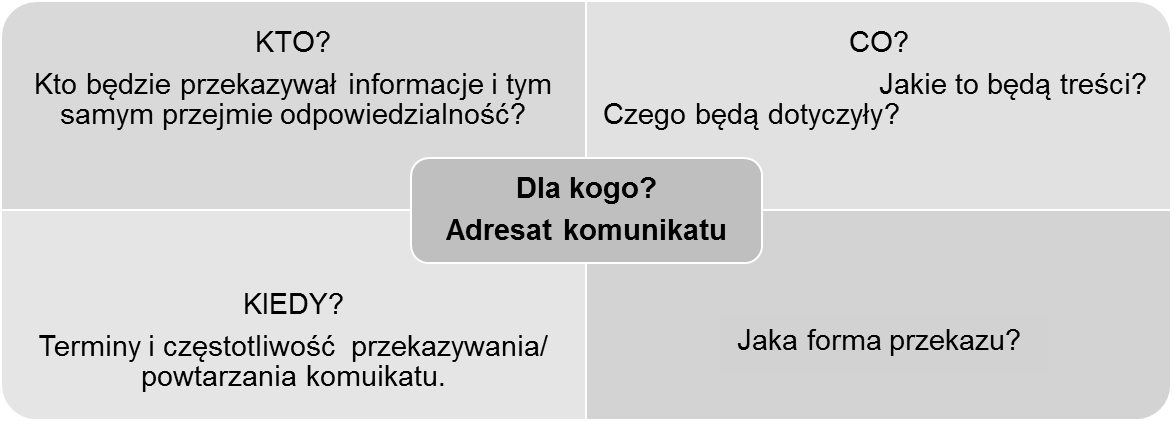 KTO?
Kto będzie przekazywał informacje i tym
samym przejmie odpowiedzialność?
CO?
Jakie to będą treści?
Czego będą dotyczyły?
Dla kogo?
Adresat komunikatu
KIEDY?
Terminy i częstotliwość przekazywania/
powtarzania komuikatu.
Jaka forma przekazu?